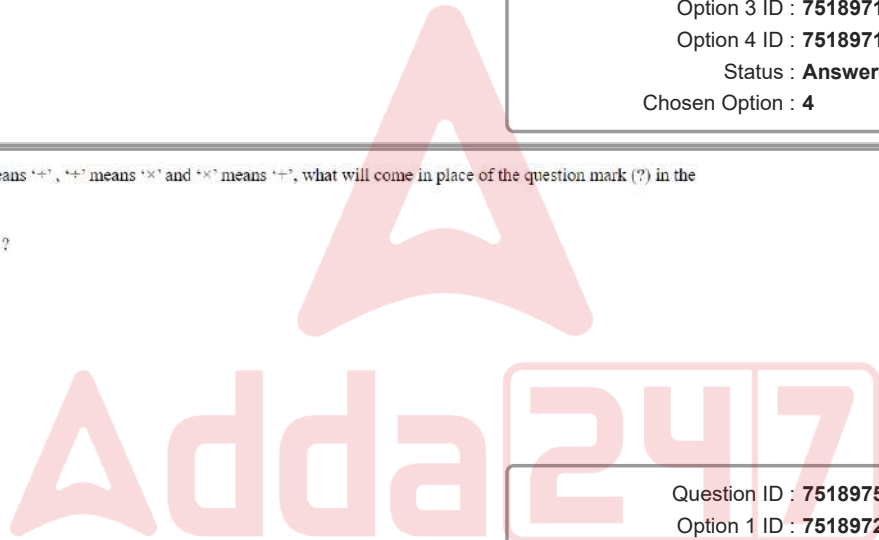 Option 3 ID : 7518971
Option 4 ID : 7518971
Status : Answer
Chosen Option : 4
means '÷', '+' means '×' and '×' means '+', what will come in place of the question mark (?) in the
?
Adda247
Question ID : 7518975
Option 1 ID : 7518972